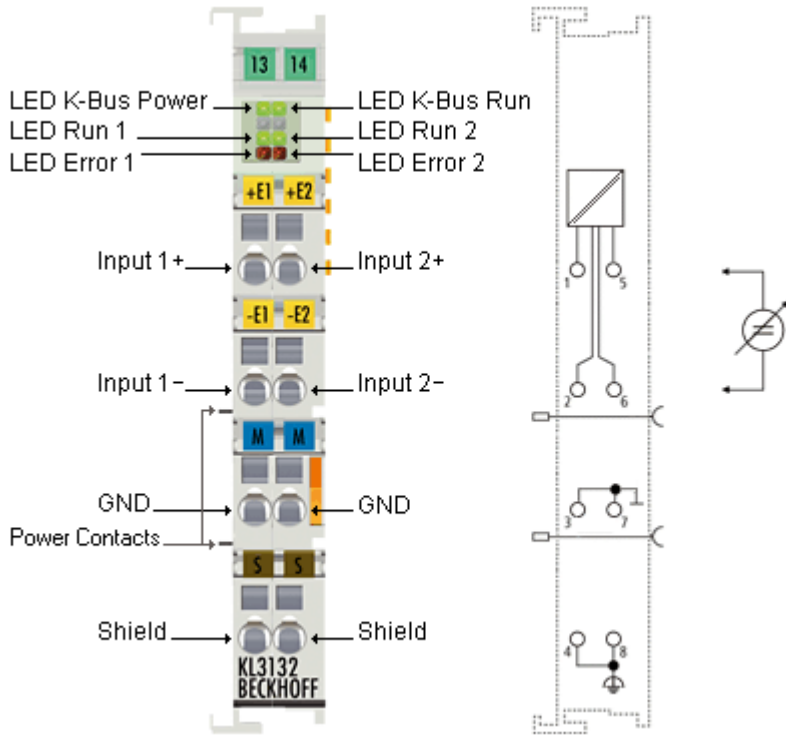 13 14
LED K-Bus Power
LED K-Bus Run
LED Run 1
LED Run 2
LED Error 1
LED Error 2
+E1 +E2
Input 1+
Input 2+
1
5
-E1 -E2
Input 1−
Input 2−
2
6
M M
GND
GND
3
7
Power Contacts
S S
Shield
Shield
4
8
KL3132
BECKHOFF